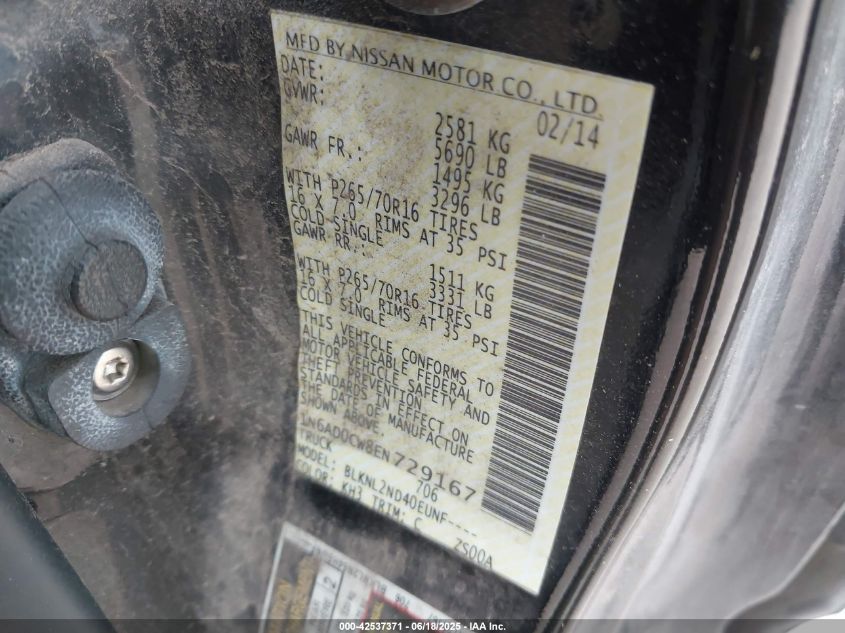 MFD BY NISSAN MOTOR CO., LTD.
DATE: 02/14
GVWR: 2581 KG
5690 LB
GAWR FR.: 1495 KG
3296 LB
WITH P265/70R16 TIRES
16 X 7.0 RIMS AT 35 PSI
COLD SINGLE
GAWR RR.: 1511 KG
3331 LB
WITH P265/70R16 TIRES
16 X 7.0 RIMS AT 35 PSI
COLD SINGLE
THIS VEHICLE CONFORMS TO
ALL APPLICABLE FEDERAL
MOTOR VEHICLE SAFETY AND
THEFT PREVENTION
STANDARDS IN EFFECT ON
THE DATE OF MANUFACTURE
SHOWN ABOVE.
1N6AD0CW8EN729167
TRUCK 706
MODEL: BLKNL2ND40EUNF----
COLOR: KH3 TRIM: C ZS00A
000-42537371 - 06/18/2025 - IAA Inc.